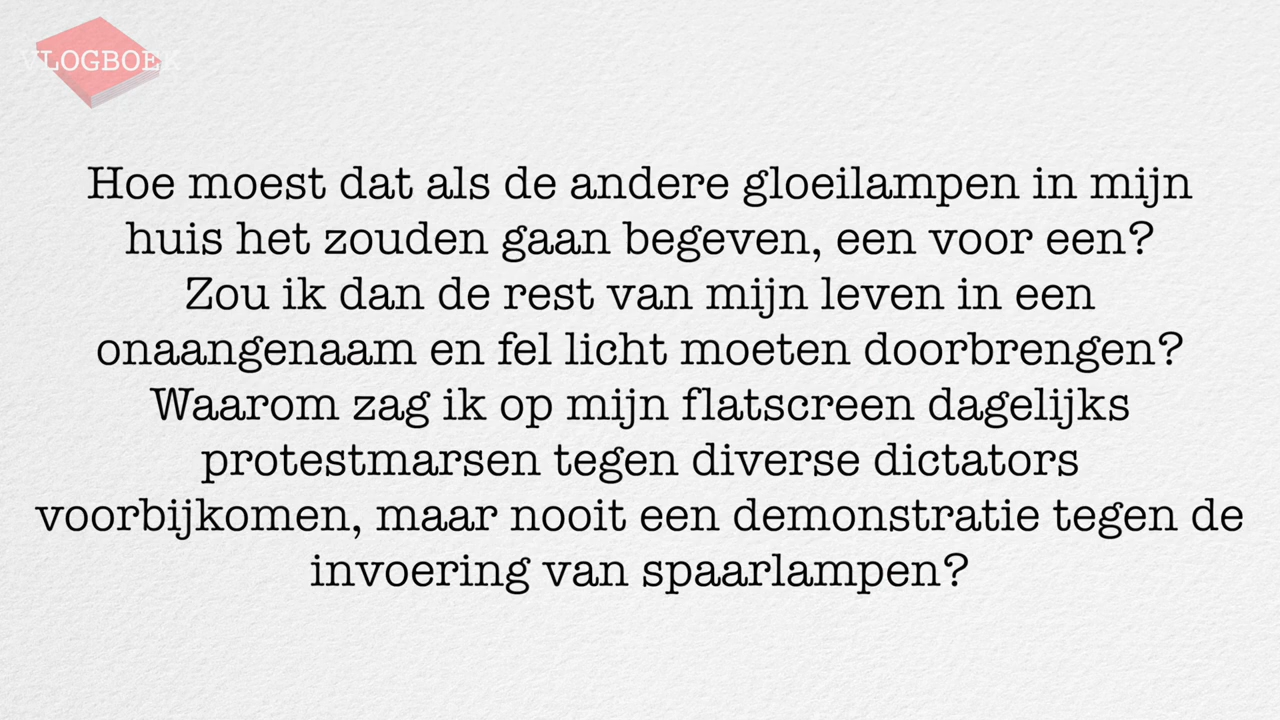 VLOGBOEK
Hoe moest dat als de andere gloeilampen in mijn
huis het zouden gaan begeven, een voor een?
Zou ik dan de rest van mijn leven in een
onaangenaam en fel licht moeten doorbrengen?
Waarom zag ik op mijn flatscreen dagelijks
protestmarsen tegen diverse dictators
voorbijkomen, maar nooit een demonstratie tegen de
invoering van spaarlampen?